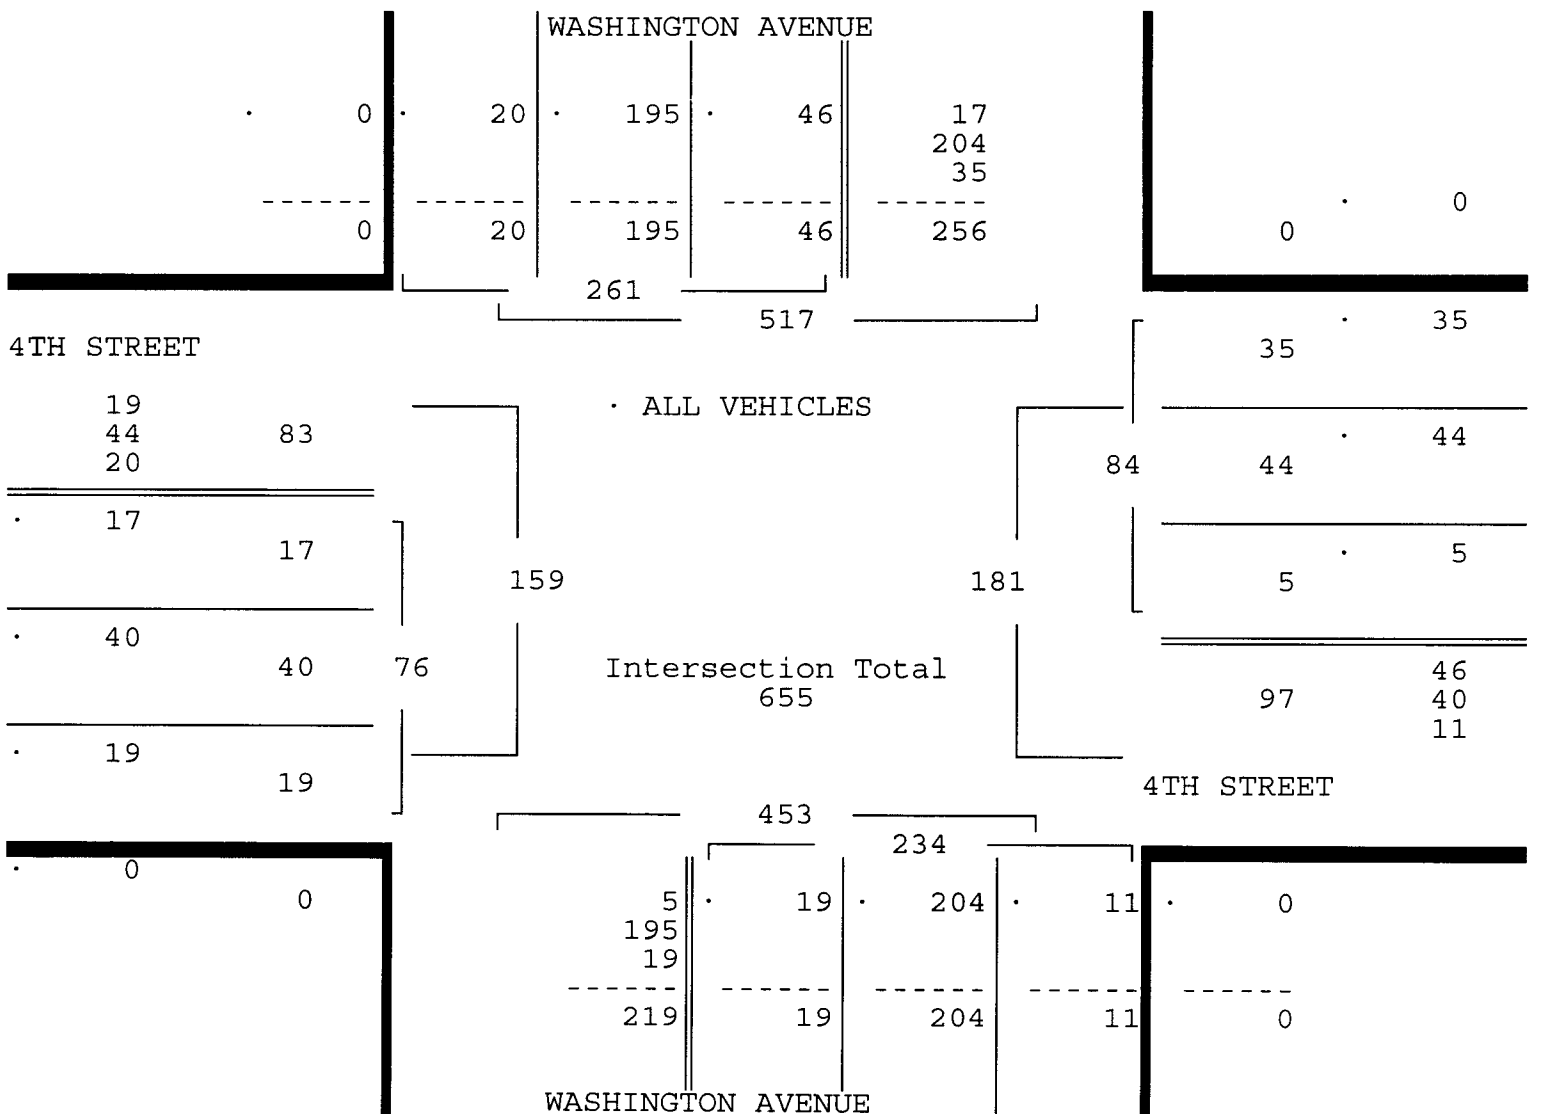 WASHINGTON AVENUE
· 0 · 20 · 195 · 46 17
204
35
------ ------ ------ ------ ------
· 0
0 20 195 46 256 0
261
517 · 35
4TH STREET 35
19 · ALL VEHICLES
44 83 · 44
20 84 44
· 17
17 · 5
159 181 5
· 40
40 76 Intersection Total 46
655 97 40
11
· 19
19 4TH STREET
453
234
· 0
0 5 · 19 · 204 · 11 · 0
195
19
------ ------ ------ ------ ------
219 19 204 11 0
WASHINGTON AVENUE